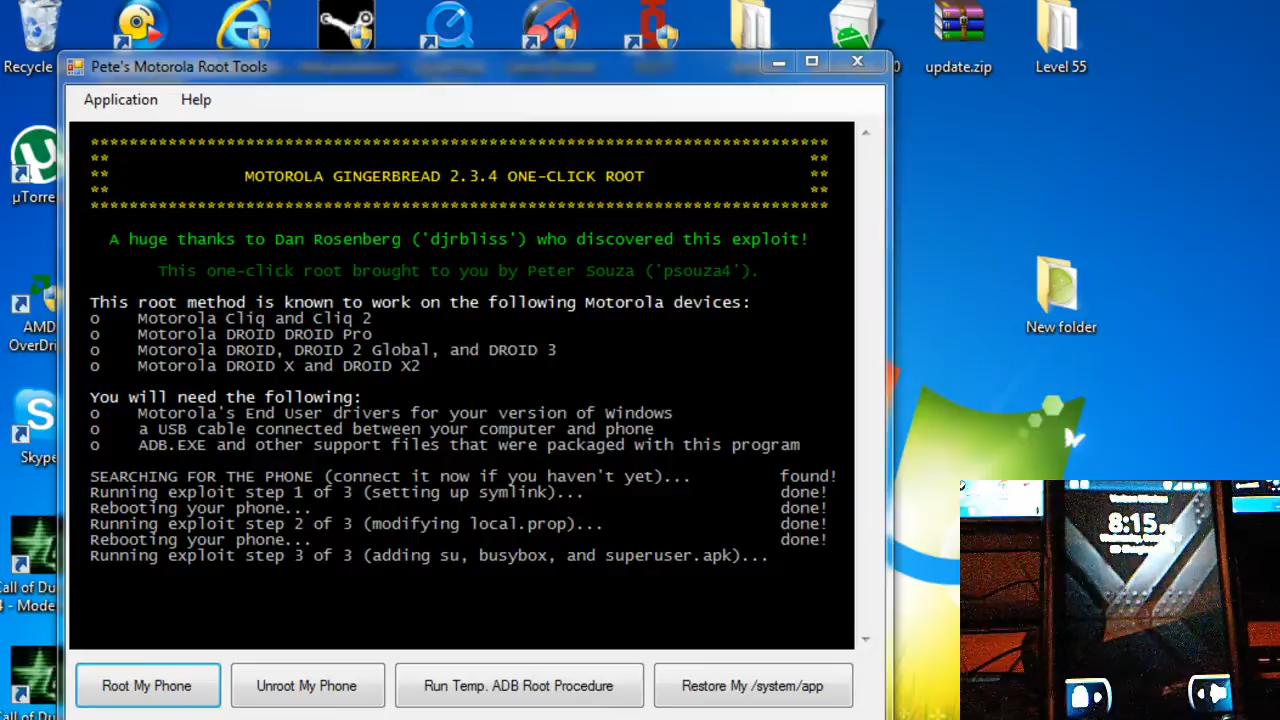 Recycle
update.zip
Level 55
Pete's Motorola Root Tools
Application Help
**************************************************************************
** **
** MOTOROLA GINGERBREAD 2.3.4 ONE-CLICK ROOT **
** **
**************************************************************************
A huge thanks to Dan Rosenberg ('djrbliss') who discovered this exploit!
This one-click root brought to you by Peter Souza ('psouza4').
This root method is known to work on the following Motorola devices:
o Motorola Cliq and Cliq 2
o Motorola DROID DROID Pro
o Motorola DROID, DROID 2 Global, and DROID 3
o Motorola DROID X and DROID X2
You will need the following:
o Motorola's End User drivers for your version of Windows
o a USB cable connected between your computer and phone
o ADB.EXE and other support files that were packaged with this program
SEARCHING FOR THE PHONE (connect it now if you haven't yet)... found!
Running exploit step 1 of 3 (setting up symlink)... done!
Rebooting your phone... done!
Running exploit step 2 of 3 (modifying local.prop)... done!
Rebooting your phone... done!
Running exploit step 3 of 3 (adding su, busybox, and superuser.apk)...
Root My Phone
Unroot My Phone
Run Temp. ADB Root Procedure
Restore My /system/app
µTorre
AMD
OverDri
Skype
Call of Du
4 - Mode
New folder
8:15